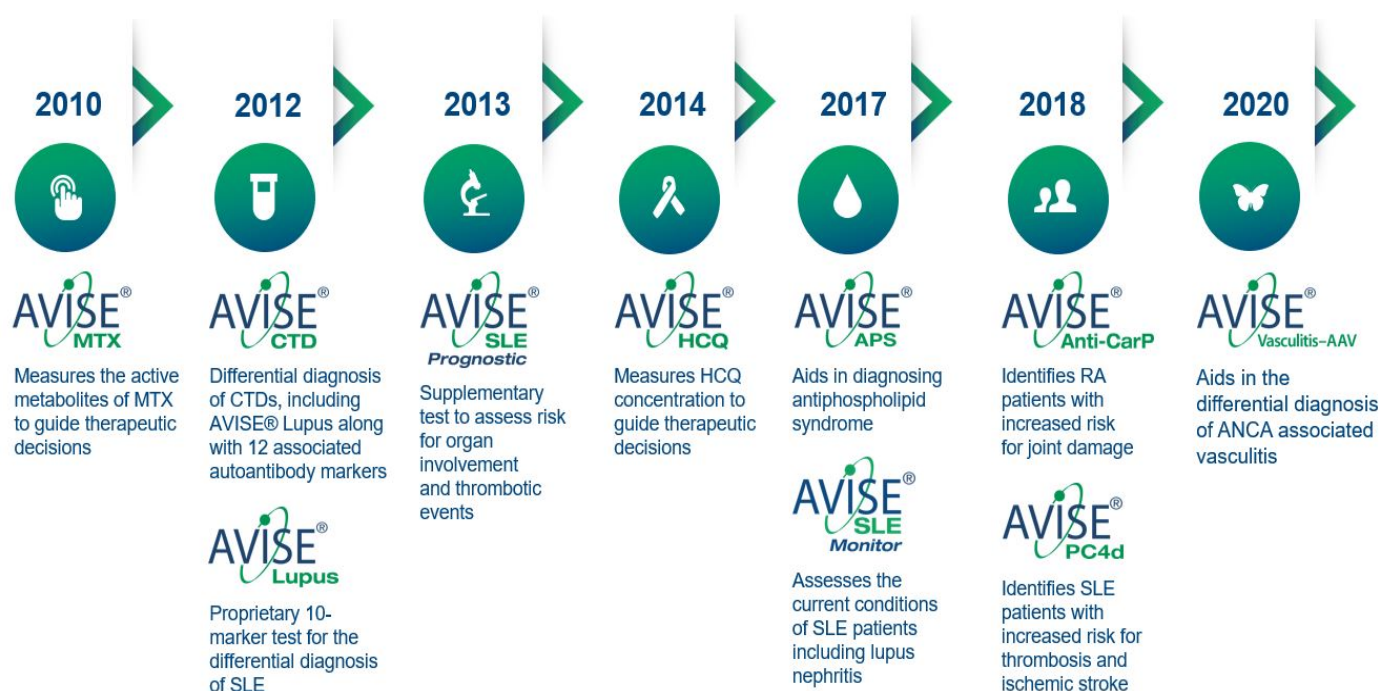 2010
2012
2013
2014
2017
2018
2020
AVISE®
MTX
Measures the active
metabolites of MTX
to guide therapeutic
decisions
AVISE®
CTD
Differential diagnosis
of CTDs, including
AVISE® Lupus along
with 12 associated
autoantibody markers
AVISE®
Lupus
Proprietary 10-
marker test for the
differential diagnosis
of SLE
AVISE®
SLE
Prognostic
Supplementary
test to assess risk
for organ
involvement
and thrombotic
events
AVISE®
HCQ
Measures HCQ
concentration to
guide therapeutic
decisions
AVISE®
APS
Aids in diagnosing
antiphospholipid
syndrome
AVISE®
SLE
Monitor
Assesses the
current conditions
of SLE patients
including lupus
nephritis
AVISE®
Anti-CarP
Identifies RA
patients with
increased risk
for joint damage
AVISE®
PC4d
Identifies SLE
patients with
increased risk for
thrombosis and
ischemic stroke
AVISE®
Vasculitis–AAV
Aids in the
differential diagnosis
of ANCA associated
vasculitis